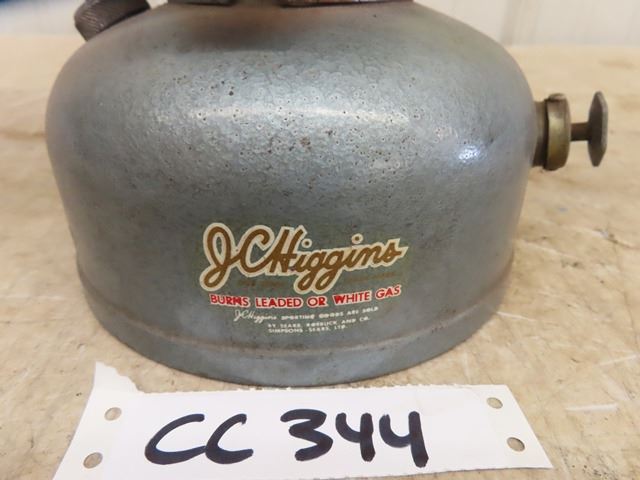 JCHiggins
BURNS LEADED OR WHITE GAS
JCHiggins SPORTING GOODS ARE SOLD
BY SEARS, ROEBUCK AND CO.
SIMPSONS-SEARS, LTD.
CC 344